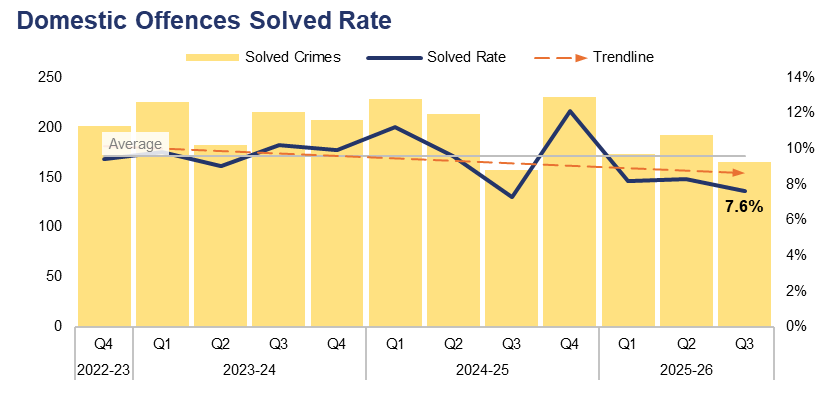 Domestic Offences Solved Rate
Solved Crimes Solved Rate Trendline
250 14%
12%
200
10%
Average
150
8%
7.6%
100
6%
4%
50
2%
0 0%
Q4 Q1 Q2 Q3 Q4 Q1 Q2 Q3 Q4 Q1 Q2 Q3
2022-23 2023-24 2024-25 2025-26